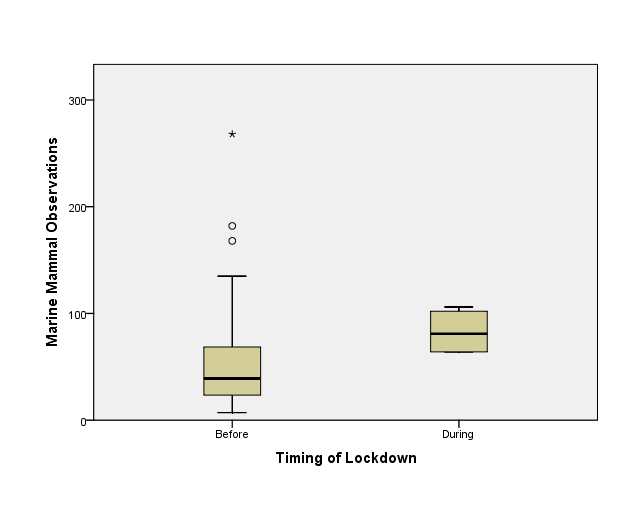 300
200
100
0
Marine Mammal Observations
*
Before
During
Timing of Lockdown